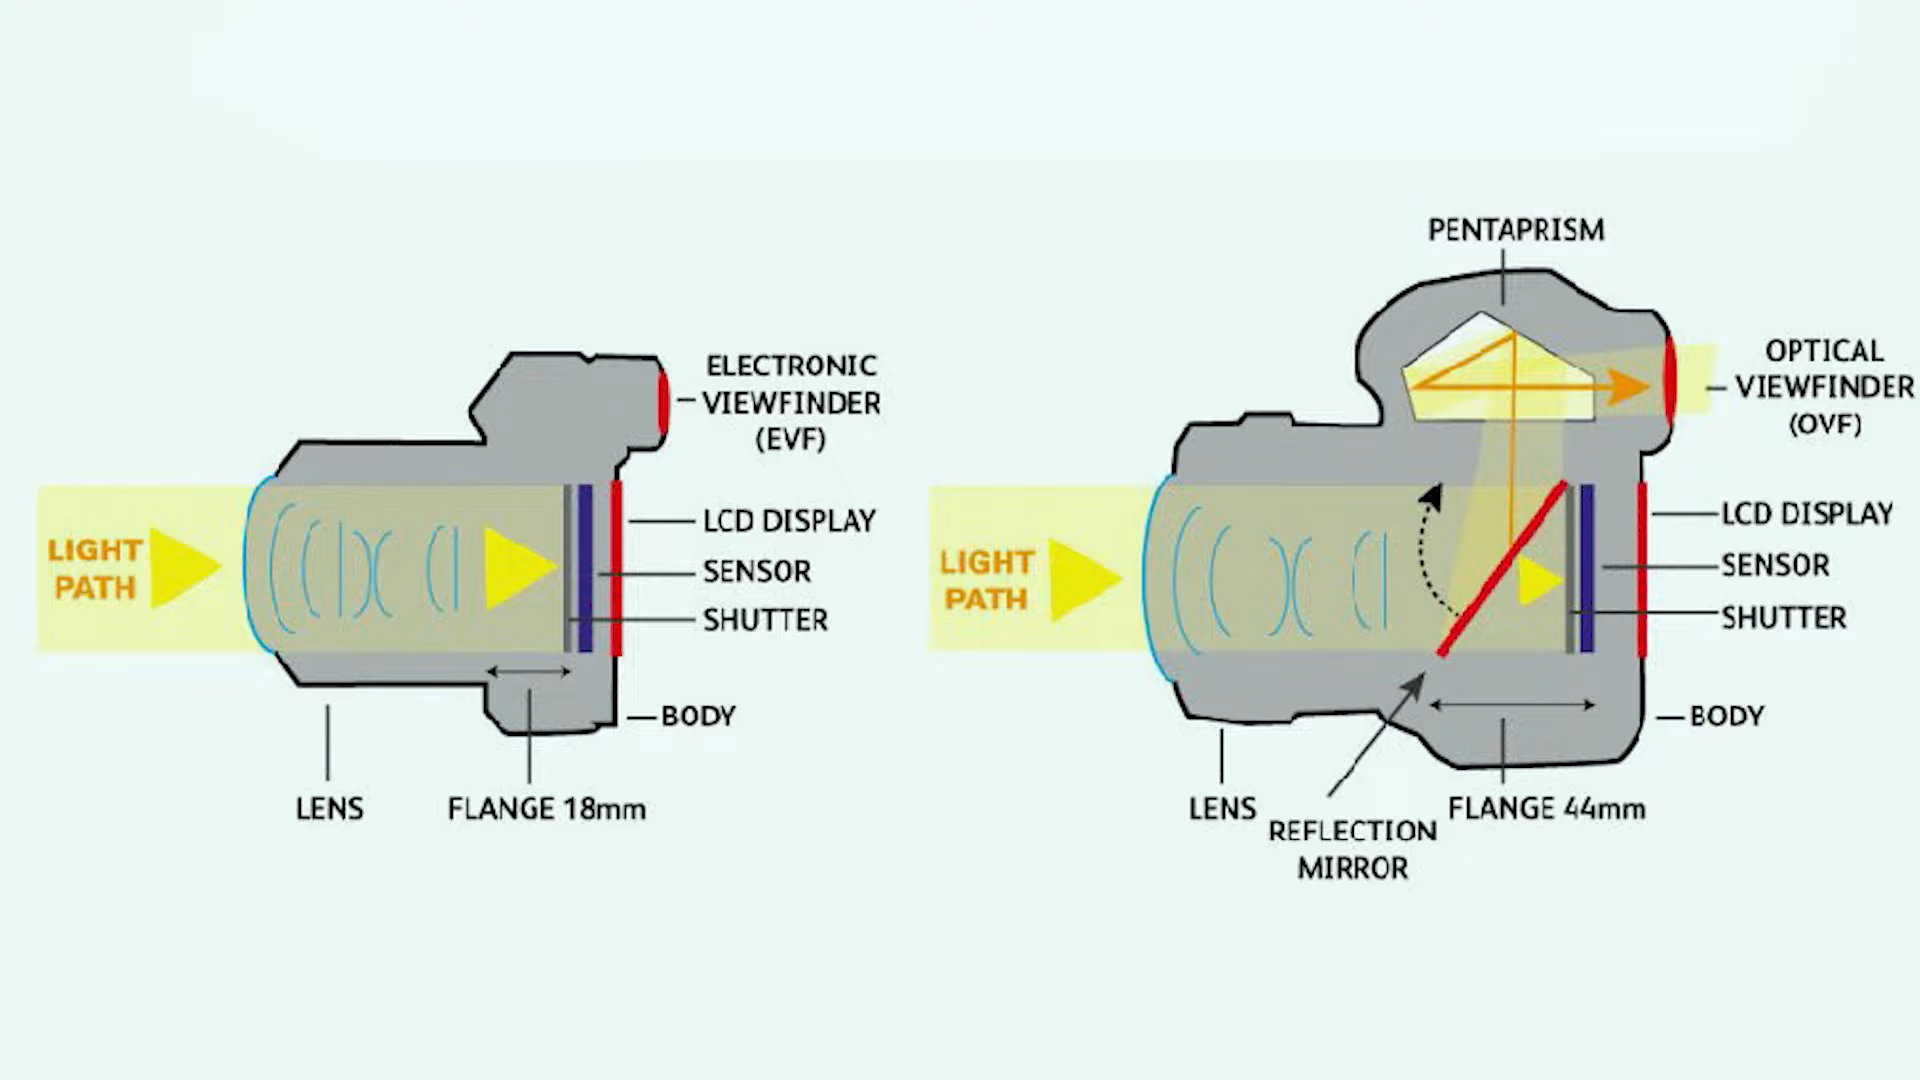 ELECTRONIC
VIEWFINDER
(EVF)
LIGHT
PATH
LCD DISPLAY
SENSOR
SHUTTER
BODY
LENS
FLANGE 18mm
PENTAPRISM
OPTICAL
VIEWFINDER
(OVF)
LIGHT
PATH
LCD DISPLAY
SENSOR
SHUTTER
BODY
LENS
FLANGE 44mm
REFLECTION
MIRROR